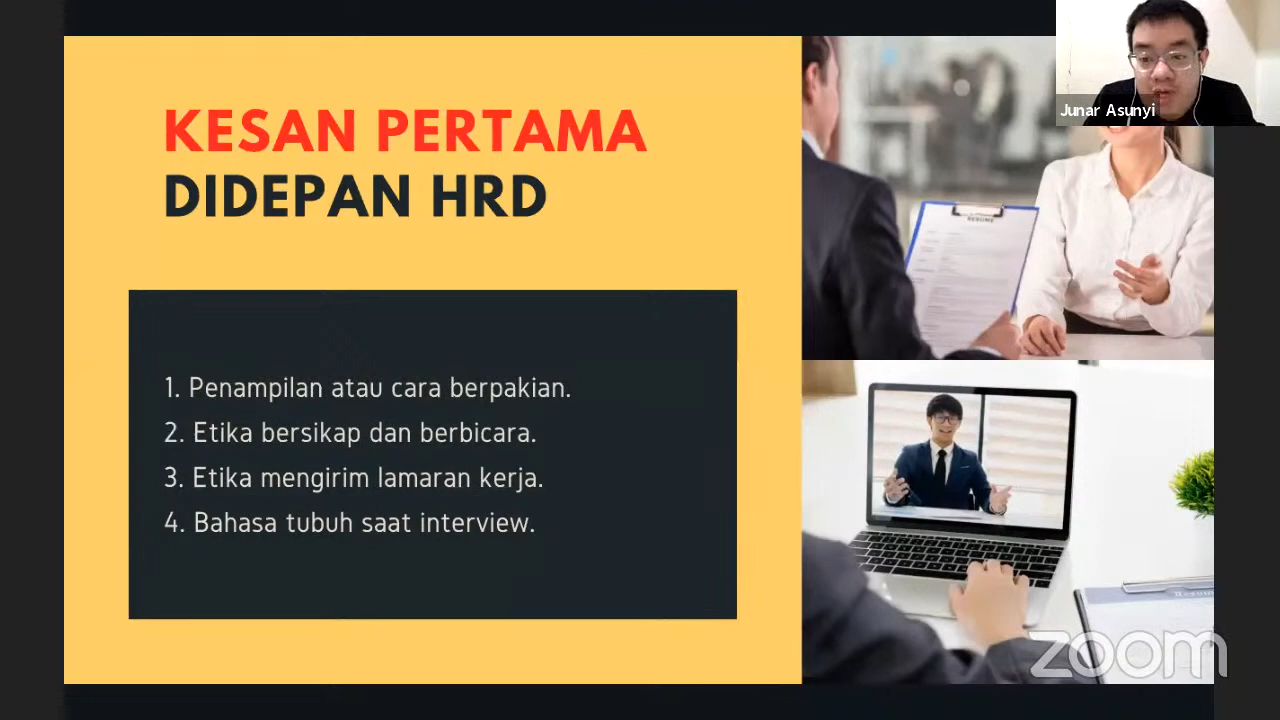 KESAN PERTAMA
DIDEPAN HRD
1. Penampilan atau cara berpakian.
2. Etika bersikap dan berbicara.
3. Etika mengirim lamaran kerja.
4. Bahasa tubuh saat interview.
Junar Asunyi
RESUME
zoom